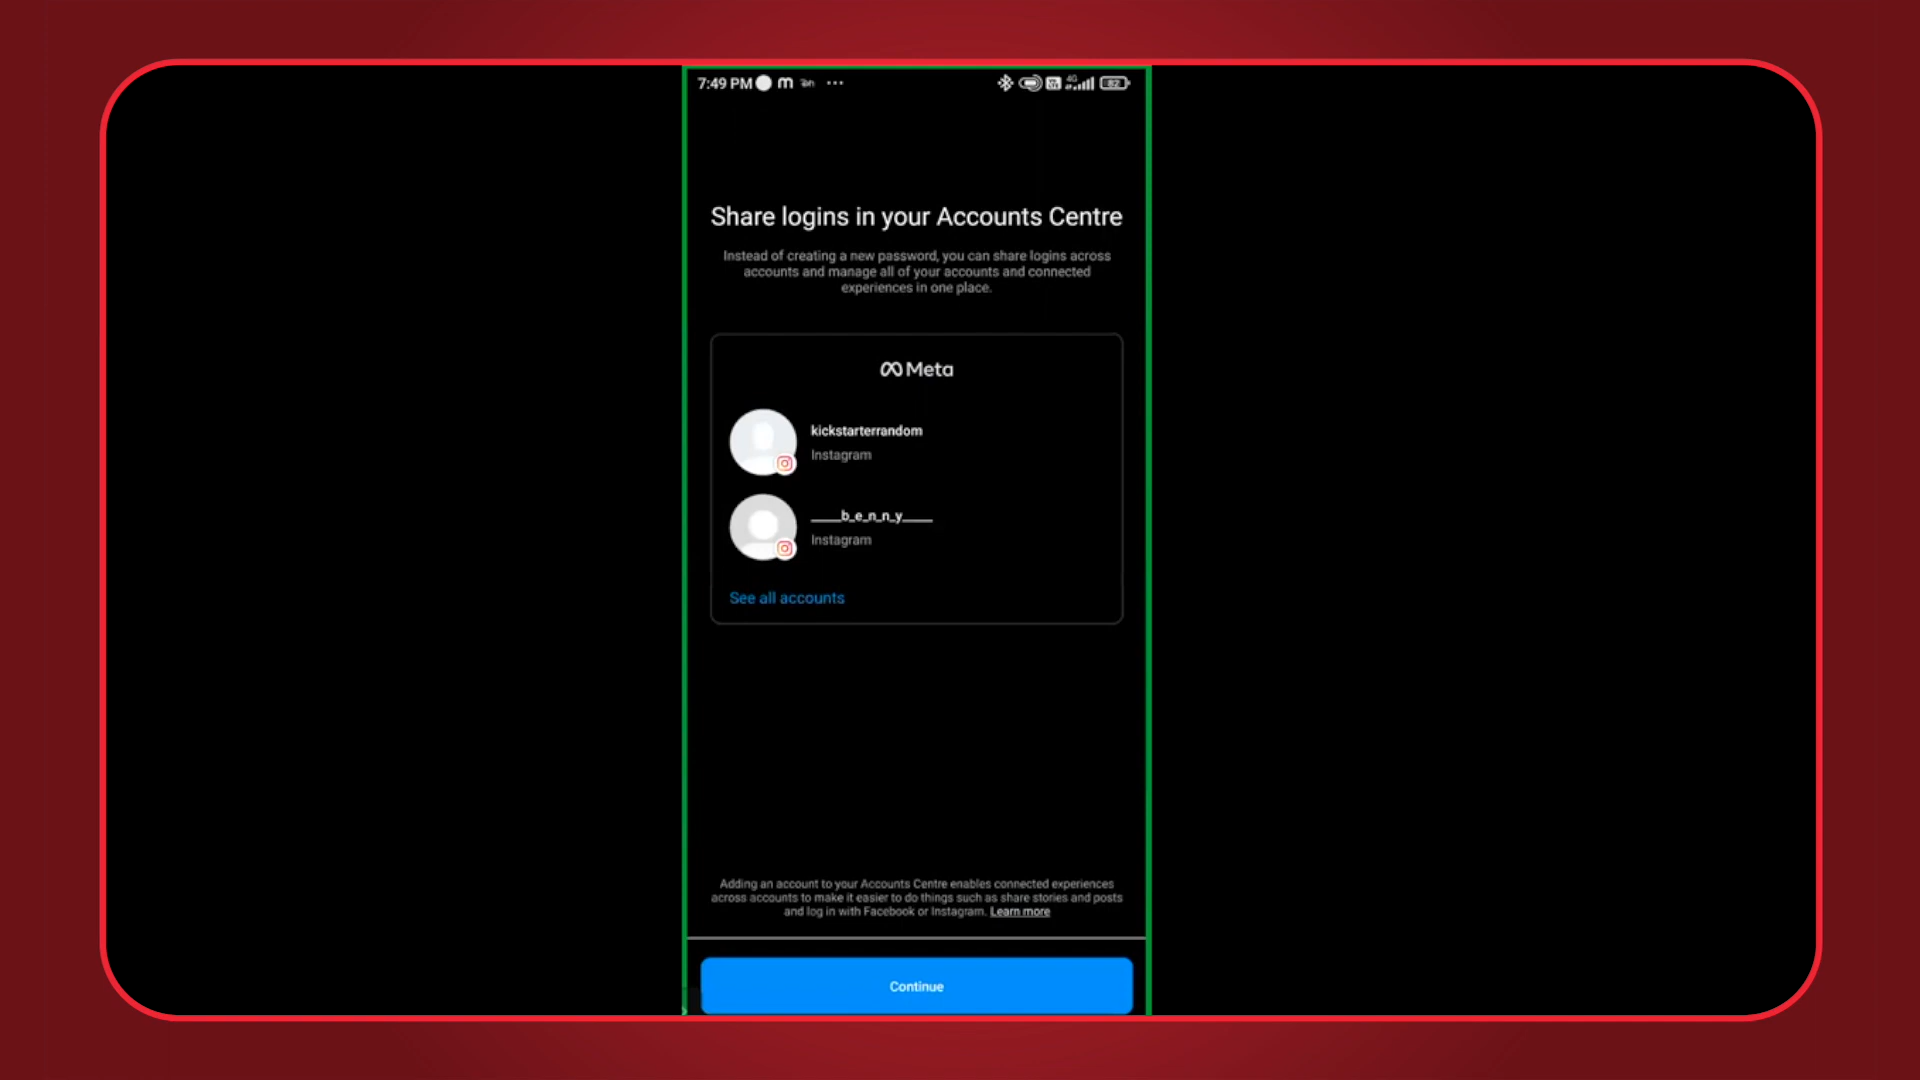 7:49 PM
4G
82
Share logins in your Accounts Centre
Instead of creating a new password, you can share logins across
accounts and manage all of your accounts and connected
experiences in one place.
Meta
kickstarterrandom
Instagram
____b_e_n_n_y____
Instagram
See all accounts
Adding an account to your Accounts Centre enables connected experiences
across accounts to make it easier to do things such as share stories and posts
and log in with Facebook or Instagram. Learn more
Continue